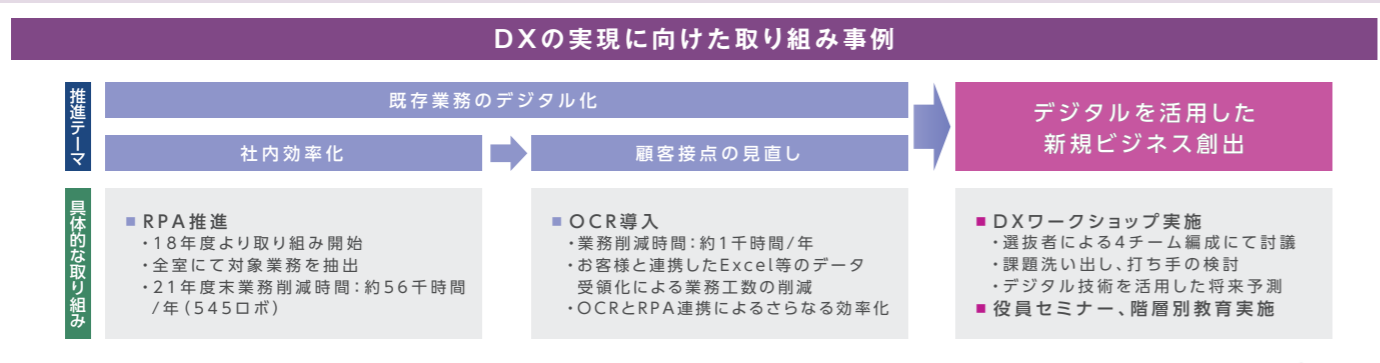 DXの実現に向けた取り組み事例
推進テーマ
既存業務のデジタル化
社内効率化
顧客接点の見直し
デジタルを活用した
新規ビジネス創出
具体的な取り組み
■ RPA推進
・18年度より取り組み開始
・全室にて対象業務を抽出
・21年度末業務削減時間：約56千時間
/年（545ロボ）
■ OCR導入
・業務削減時間：約1千時間/年
・お客様と連携したExcel等のデータ
受領化による業務工数の削減
・OCRとRPA連携によるさらなる効率化
■ DXワークショップ実施
・選抜者による4チーム編成にて討議
・課題洗い出し、打ち手の検討
・デジタル技術を活用した将来予測
■ 役員セミナー、階層別教育実施